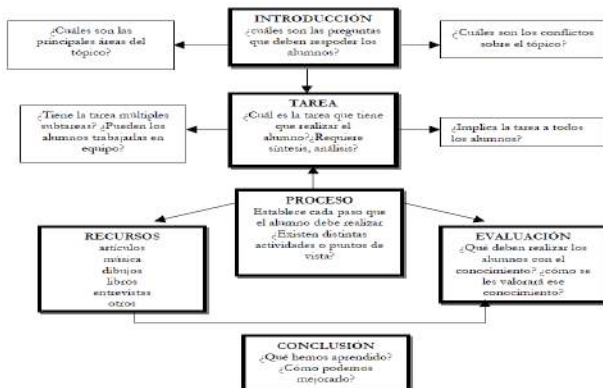 INTRODUCCIÓN
¿cuáles son las preguntas
que deben respoder los
alumnos?
¿Cuáles son las
principales áreas del
tópico?
¿Cuáles son los conflictos
sobre el tópico?
TAREA
¿Cuál es la tarea que tiene
que realizar el
alumno?¿Requiere
síntesis, análisis?
¿Tiene la tarea múltiples
subtareas? ¿Pueden los
alumnos trabajarlas en
equipo?
¿Implica la tarea a todos
los alumnos?
PROCESO
Establece cada paso que
el alumno debe realizar
¿Existen distintas
actividades o puntos de
vista?
RECURSOS
artículos
música
dibujos
libros
entrevistas
otros
EVALUACIÓN
¿Qué deben realizar los
alumnos con el
conocimiento? ¿cómo se
les valorará ese
conocimiento?
CONCLUSIÓN
¿Qué hemos aprendido?
¿Cómo podemos
mejorarlo?